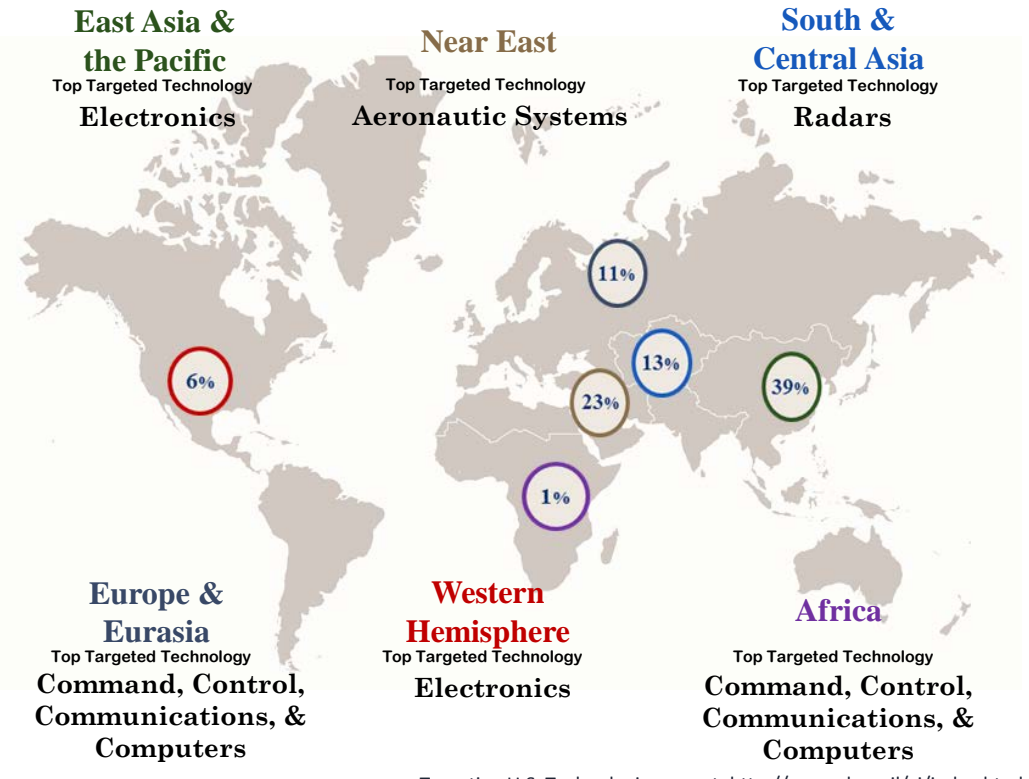 East Asia &
the Pacific
Top Targeted Technology
Electronics
Near East
Top Targeted Technology
Aeronautic Systems
South &
Central Asia
Top Targeted Technology
Radars
11%
13%
6%
39%
23%
1%
Europe &
Eurasia
Top Targeted Technology
Command, Control,
Communications, &
Computers
Western
Hemisphere
Top Targeted Technology
Electronics
Africa
Top Targeted Technology
Command, Control,
Communications, &
Computers